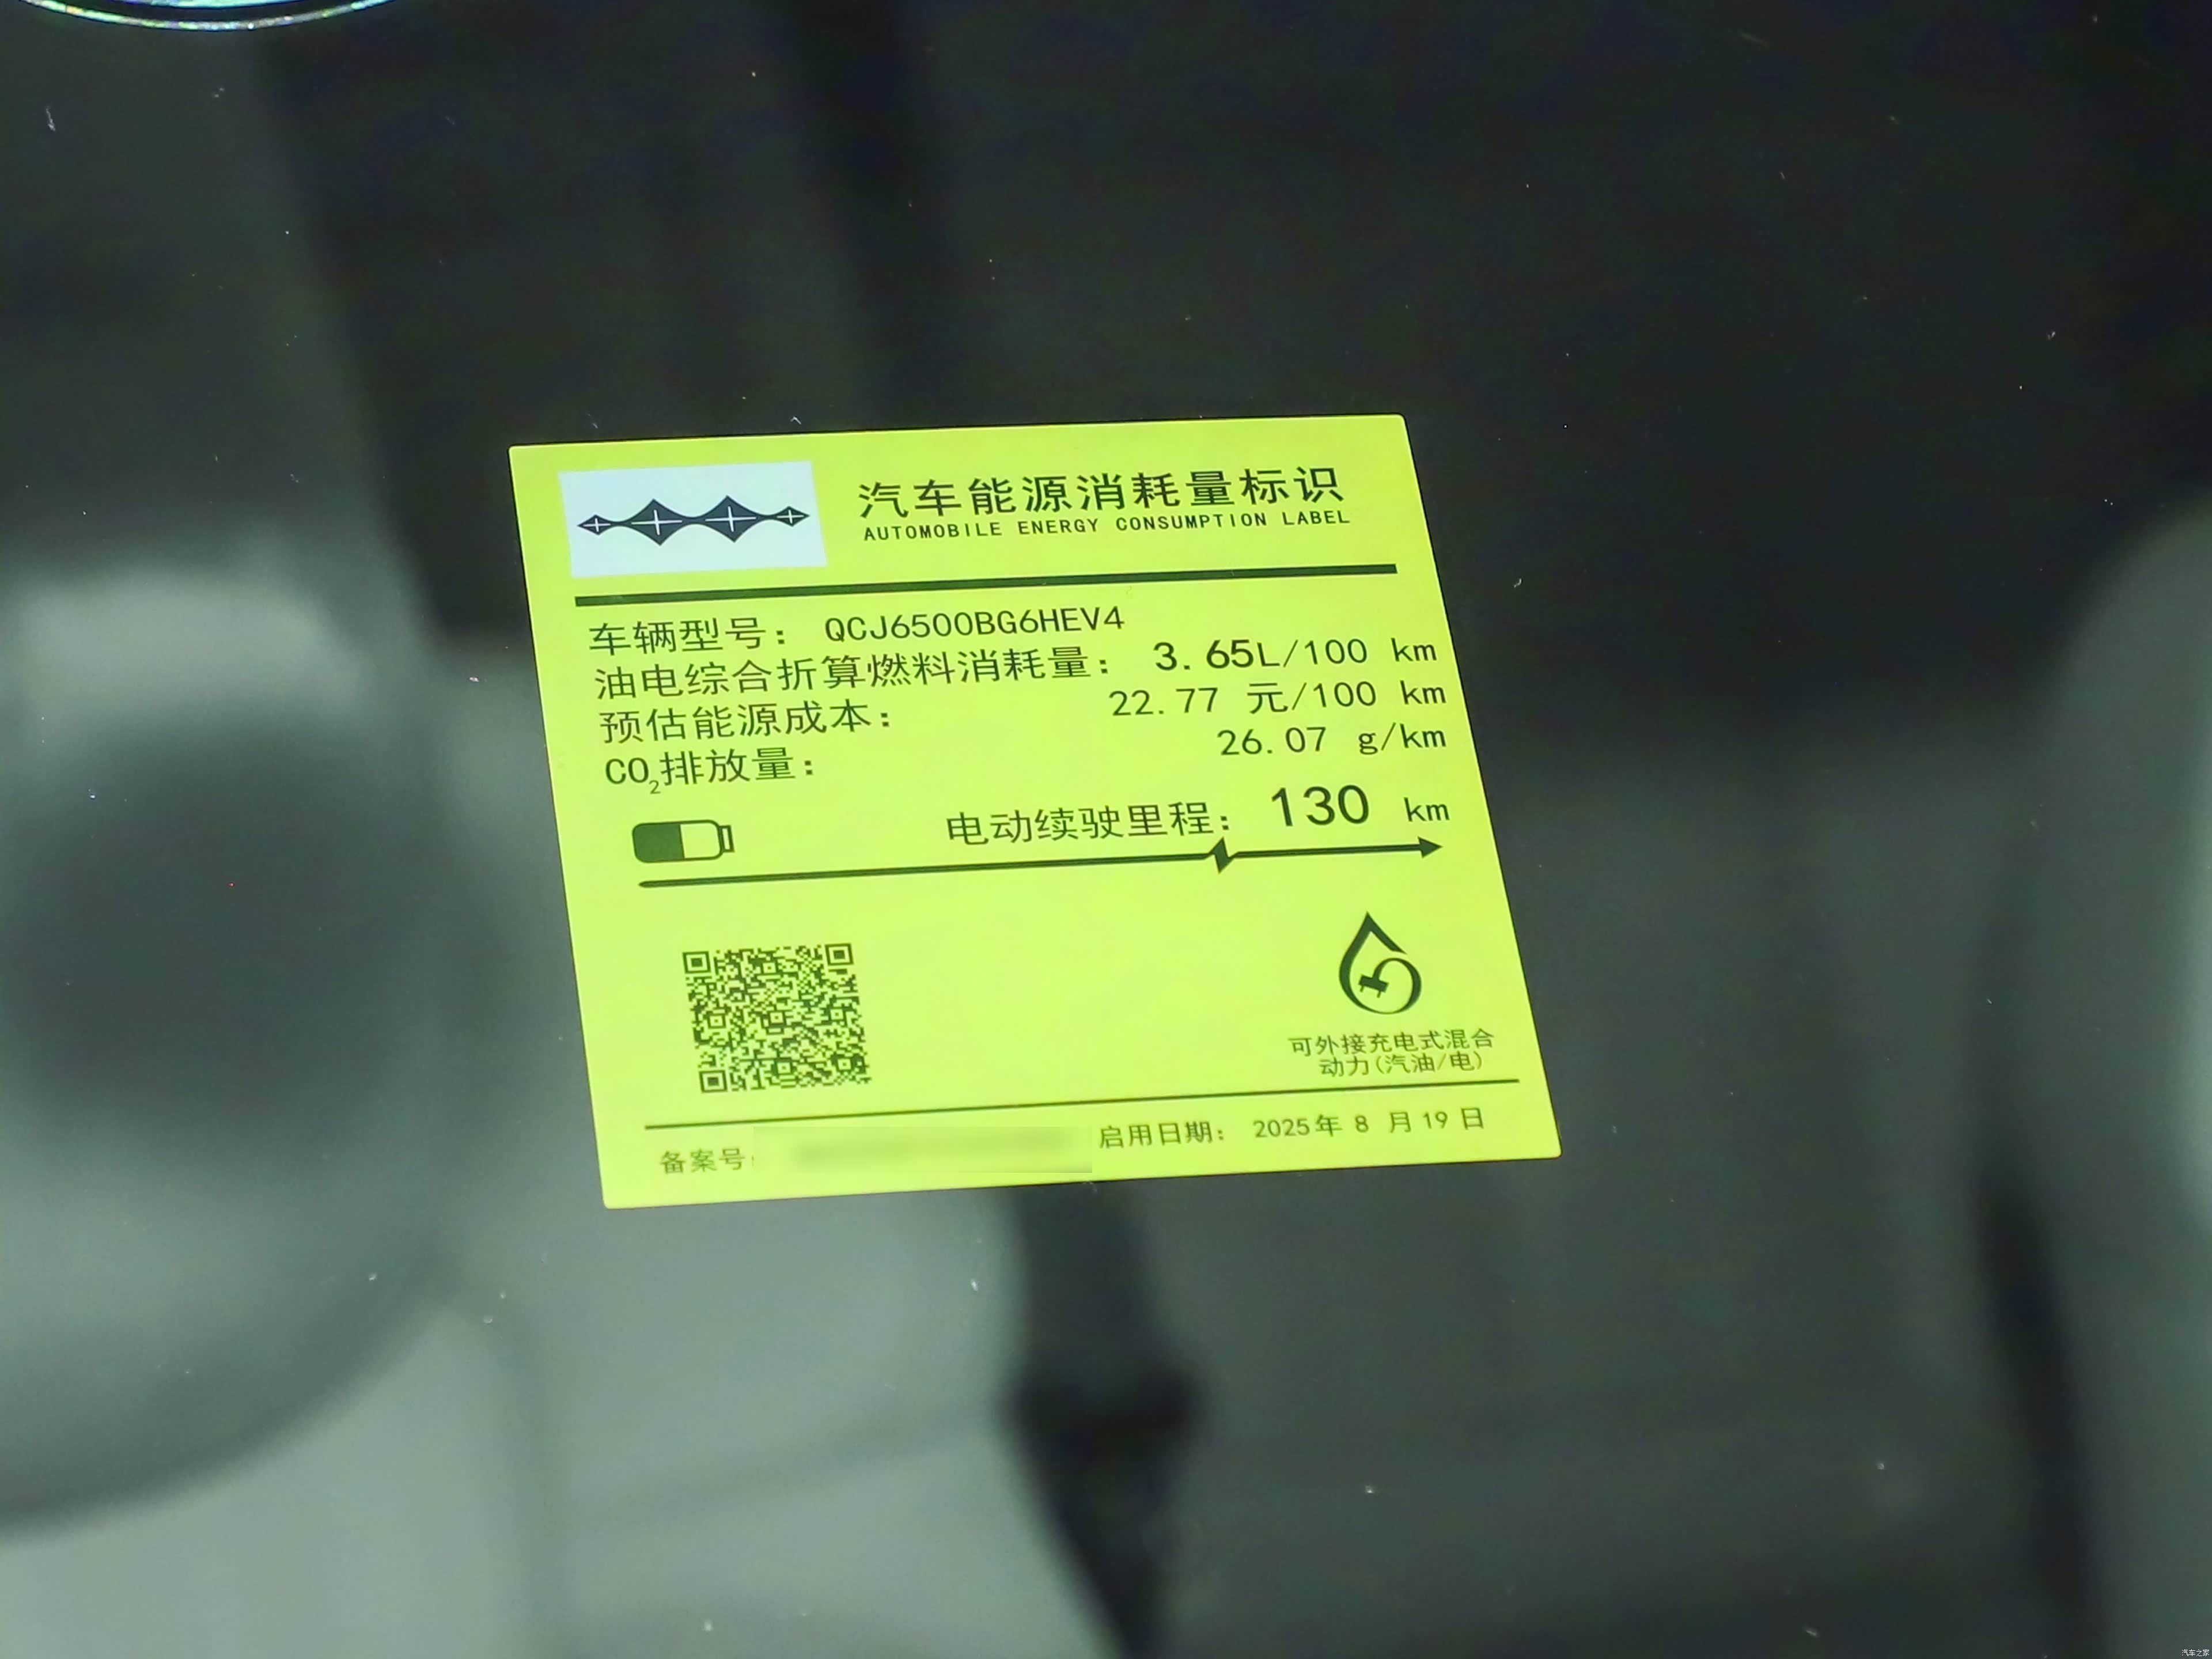 汽车能源消耗量标识
AUTOMOBILE ENERGY CONSUMPTION LABEL
车辆型号: QCJ6500BG6HEV4
油电综合折算燃料消耗量: 3.65L/100 km
预估能源成本: 22.77 元/100 km
CO₂排放量: 26.07 g/km
电动续驶里程: 130 km
可外接充电式混合
动力(汽油/电)
备案号:
启用日期: 2025年 8 月 19 日
汽车之家